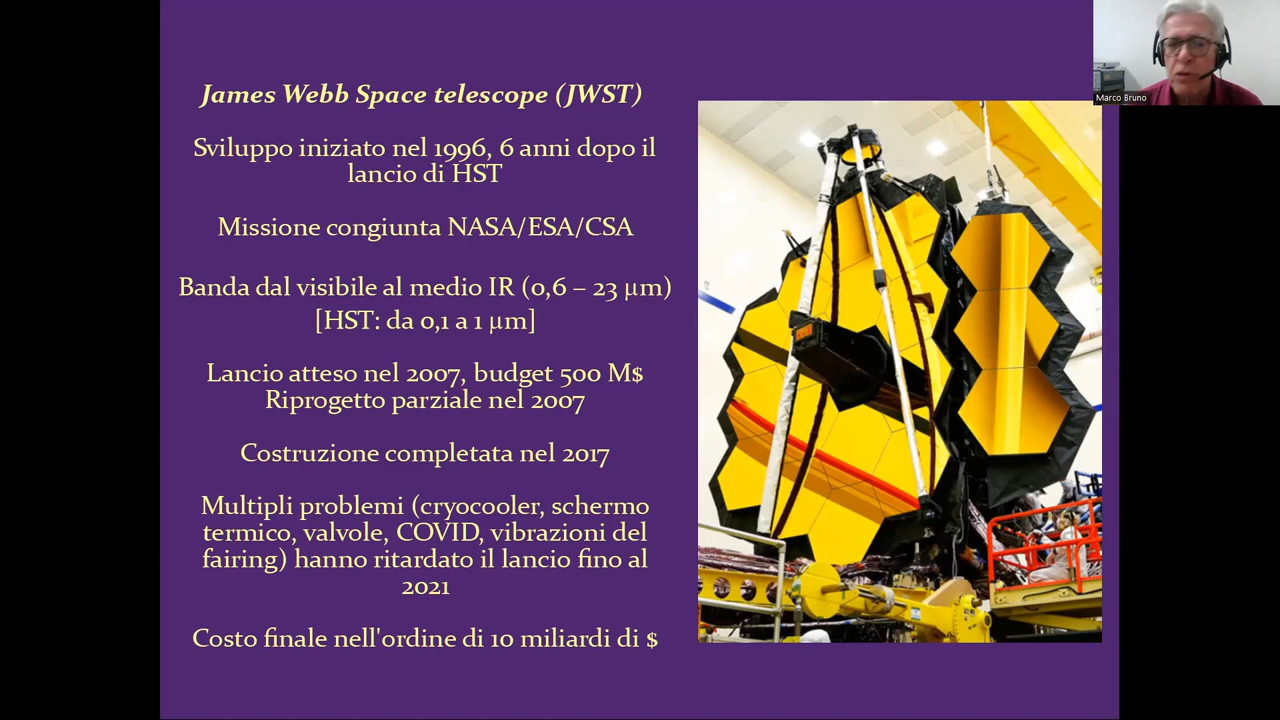 James Webb Space telescope (JWST)
Sviluppo iniziato nel 1996, 6 anni dopo il
lancio di HST
Missione congiunta NASA/ESA/CSA
Banda dal visibile al medio IR (0,6 – 23 µm)
[HST: da 0,1 a 1 µm]
Lancio atteso nel 2007, budget 500 M$
Riprogetto parziale nel 2007
Costruzione completata nel 2017
Multipli problemi (cryocooler, schermo
termico, valvole, COVID, vibrazioni del
fairing) hanno ritardato il lancio fino al
2021
Costo finale nell'ordine di 10 miliardi di $
Marco Bruno